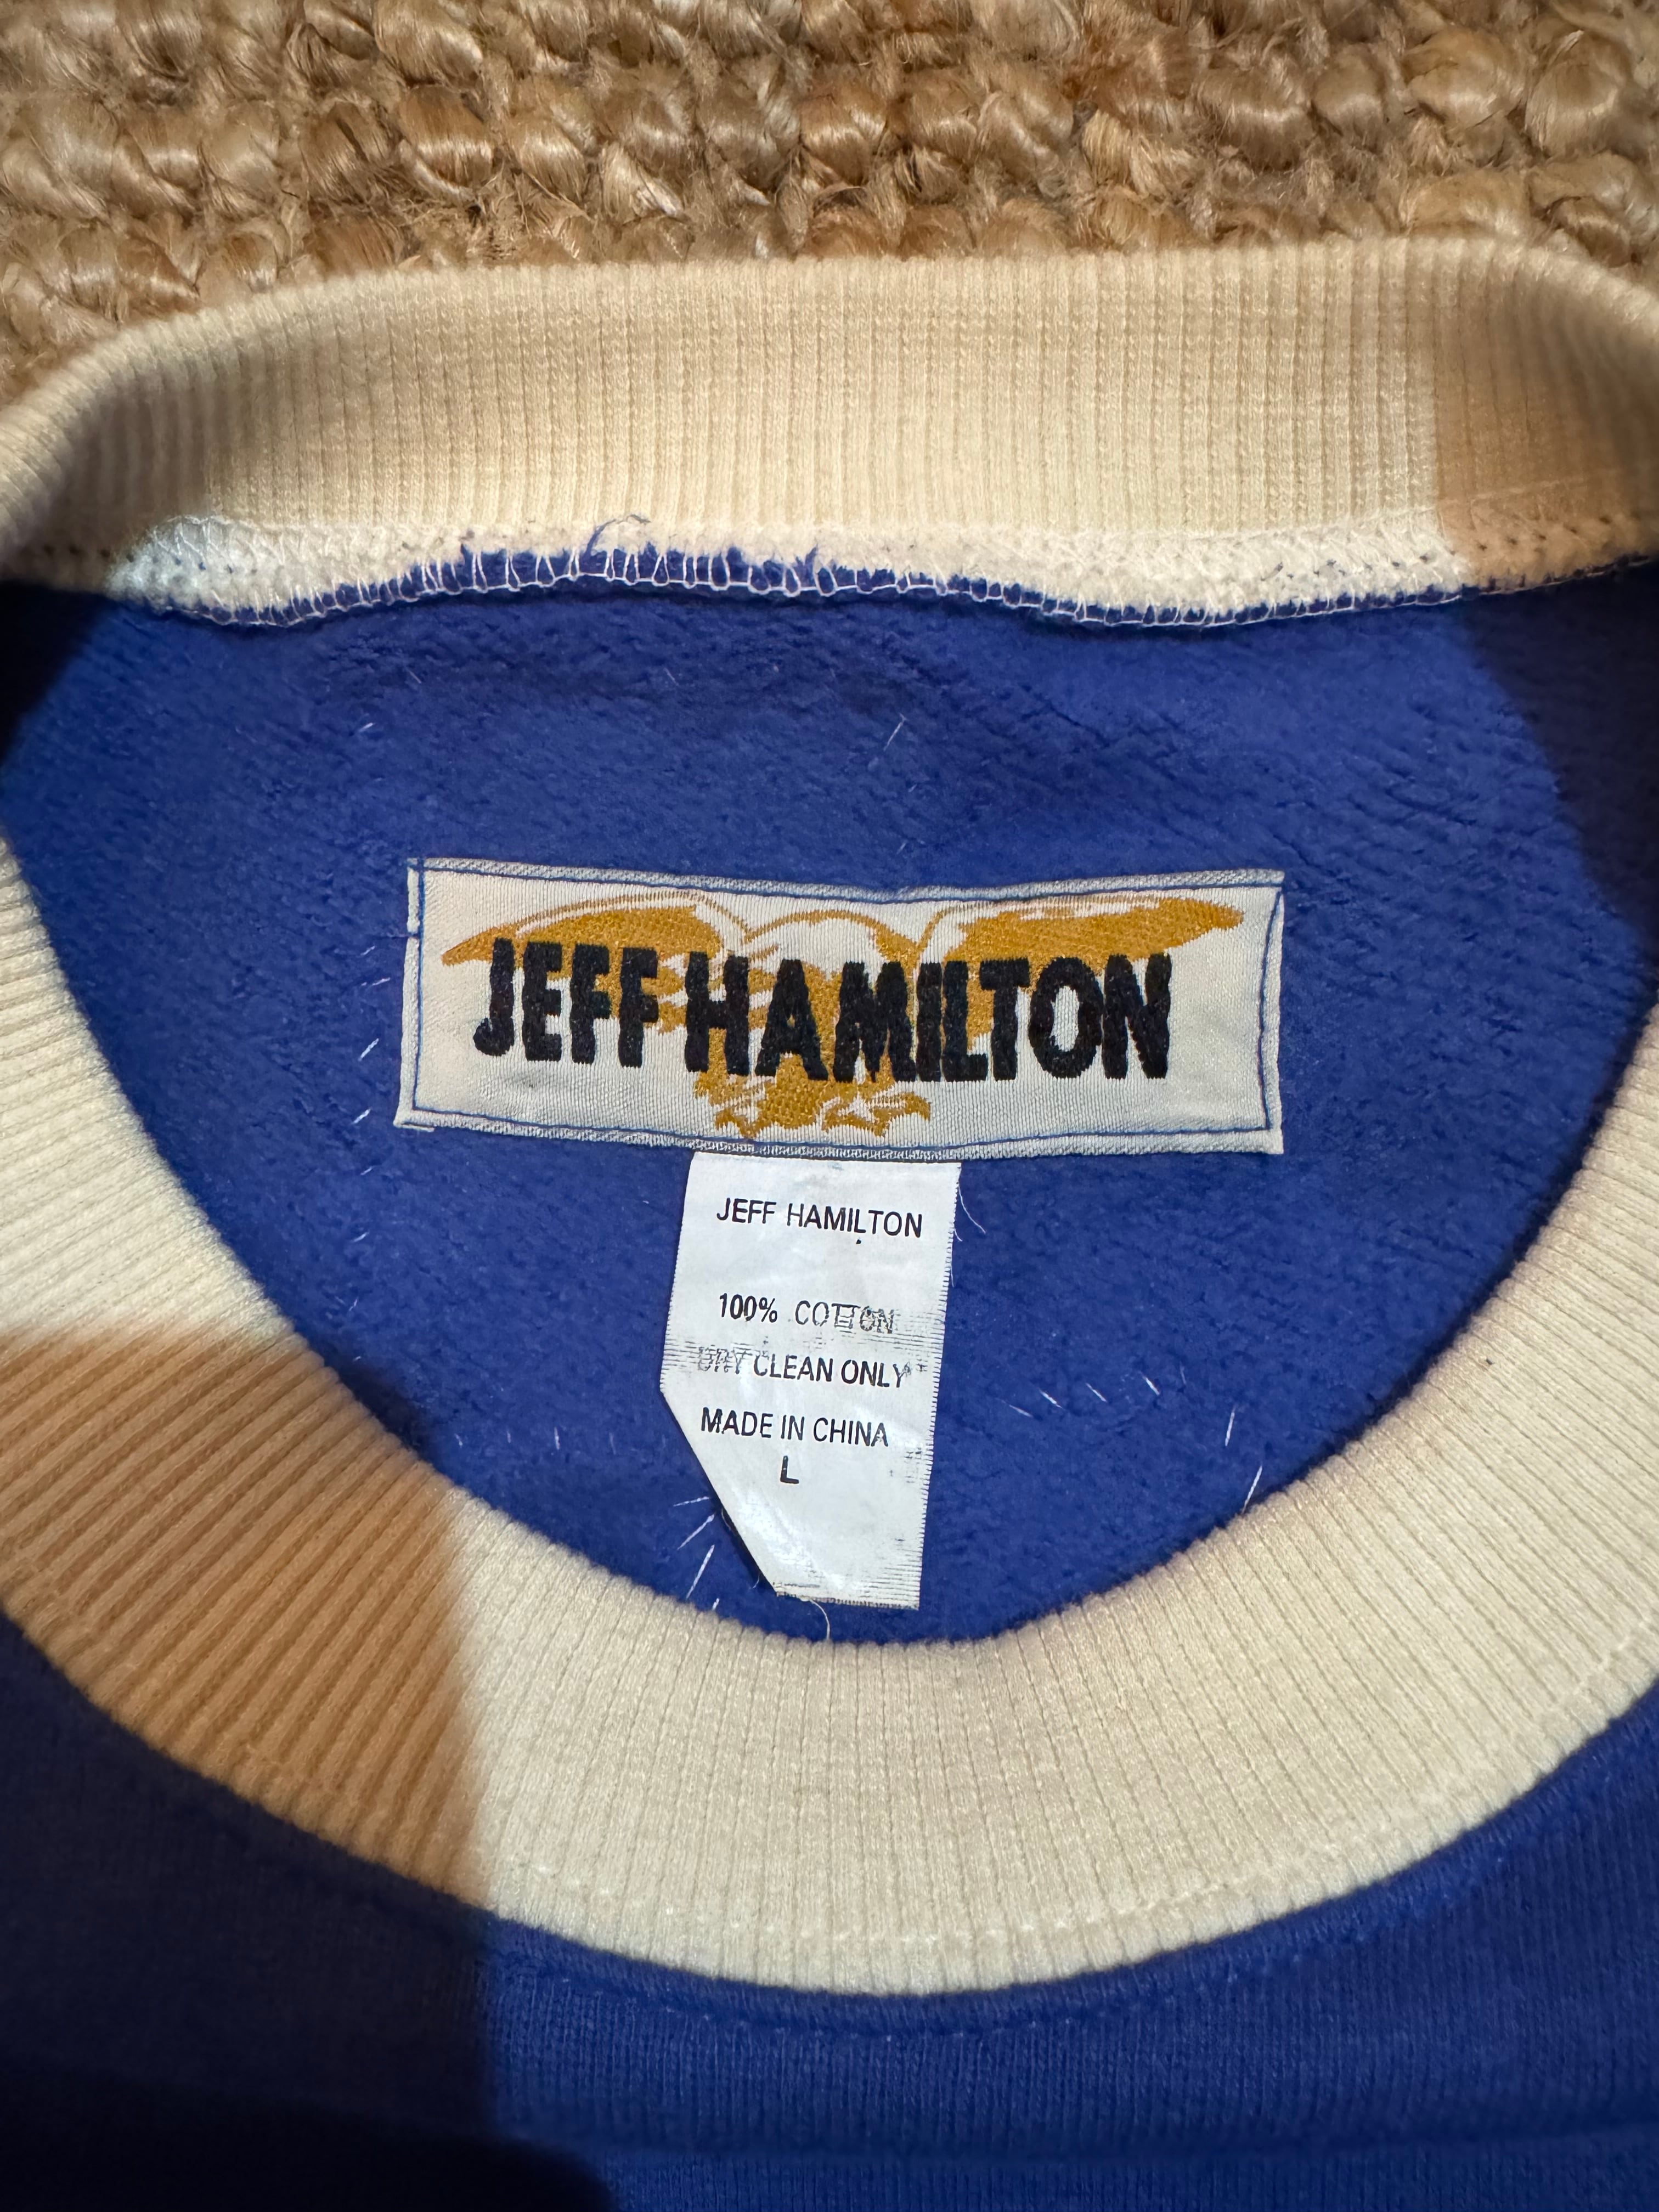 JEFF HAMILTON
JEFF HAMILTON
100% COTTON
DRY CLEAN ONLY
MADE IN CHINA
L